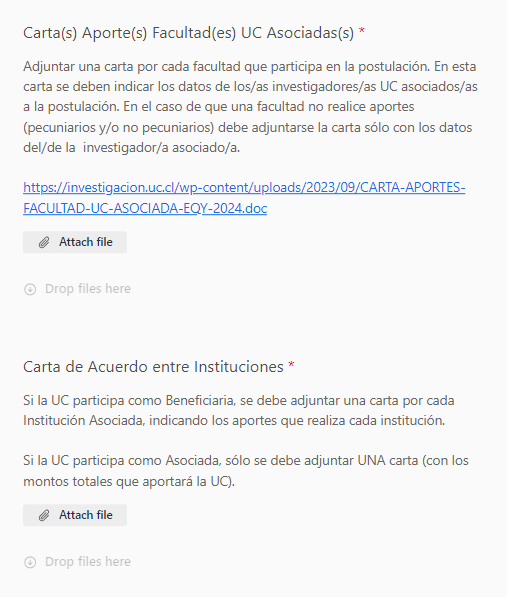 Carta(s) Aporte(s) Facultad(es) UC Asociadas(s) *
Adjuntar una carta por cada facultad que participa en la postulación. En esta
carta se deben indicar los datos de los/as investigadores/as UC asociados/as
a la postulación. En el caso de que una facultad no realice aportes
(pecuniarios y/o no pecuniarios) debe adjuntarse la carta sólo con los datos
del/de la investigador/a asociado/a.
https://investigacion.uc.cl/wp-content/uploads/2023/09/CARTA-APORTES-
FACULTAD-UC-ASOCIADA-EQY-2024.doc
Attach file
Drop files here
Carta de Acuerdo entre Instituciones *
Si la UC participa como Beneficiaria, se debe adjuntar una carta por cada
Institución Asociada, indicando los aportes que realiza cada institución.
Si la UC participa como Asociada, sólo se debe adjuntar UNA carta (con los
montos totales que aportará la UC).
Attach file
Drop files here